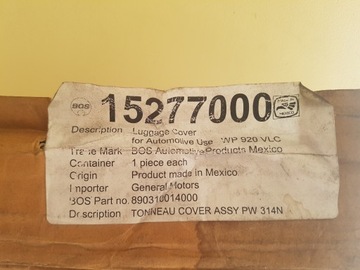 BOS 15277000
Description Luggage Cover
for Automotive Use WP 920 VLC
Trade Mark BOS Automotive Products Mexico
Container 1 piece each
Origin Product made in Mexico
Importer General Motors
BOS Part no. 890310014000
Description TONNEAU COVER ASSY PW 314N